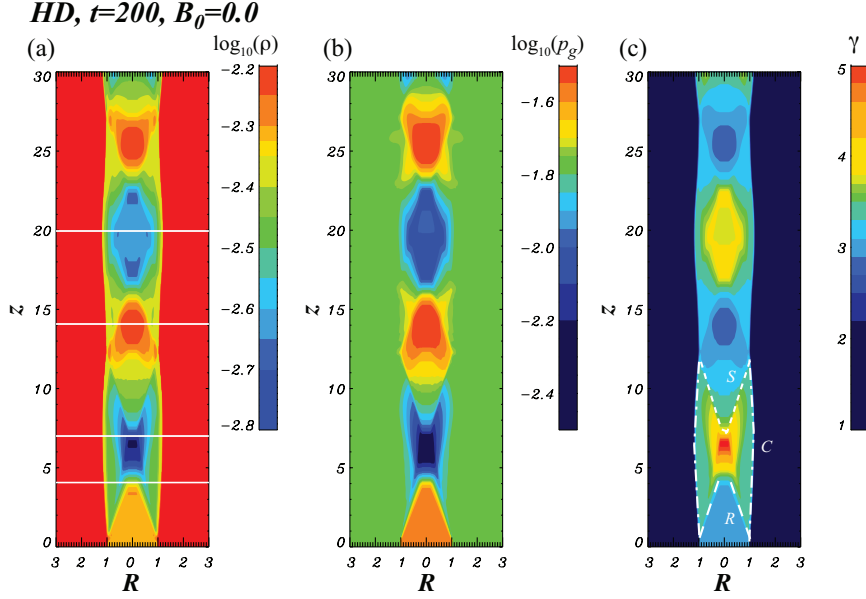 HD, t=200, B₀=0.0
(a) log₁₀(ρ) (b) log₁₀(p_g) (c) γ
30 25 20 15 10 5 0
z
3 2 1 0 1 2 3
R
-2.2 -2.3 -2.4 -2.5 -2.6 -2.7 -2.8
30 25 20 15 10 5 0
z
3 2 1 0 1 2 3
R
-1.6 -1.8 -2.0 -2.2 -2.4
30 25 20 15 10 5 0
z
S
C
R
3 2 1 0 1 2 3
R
5 4 3 2 1